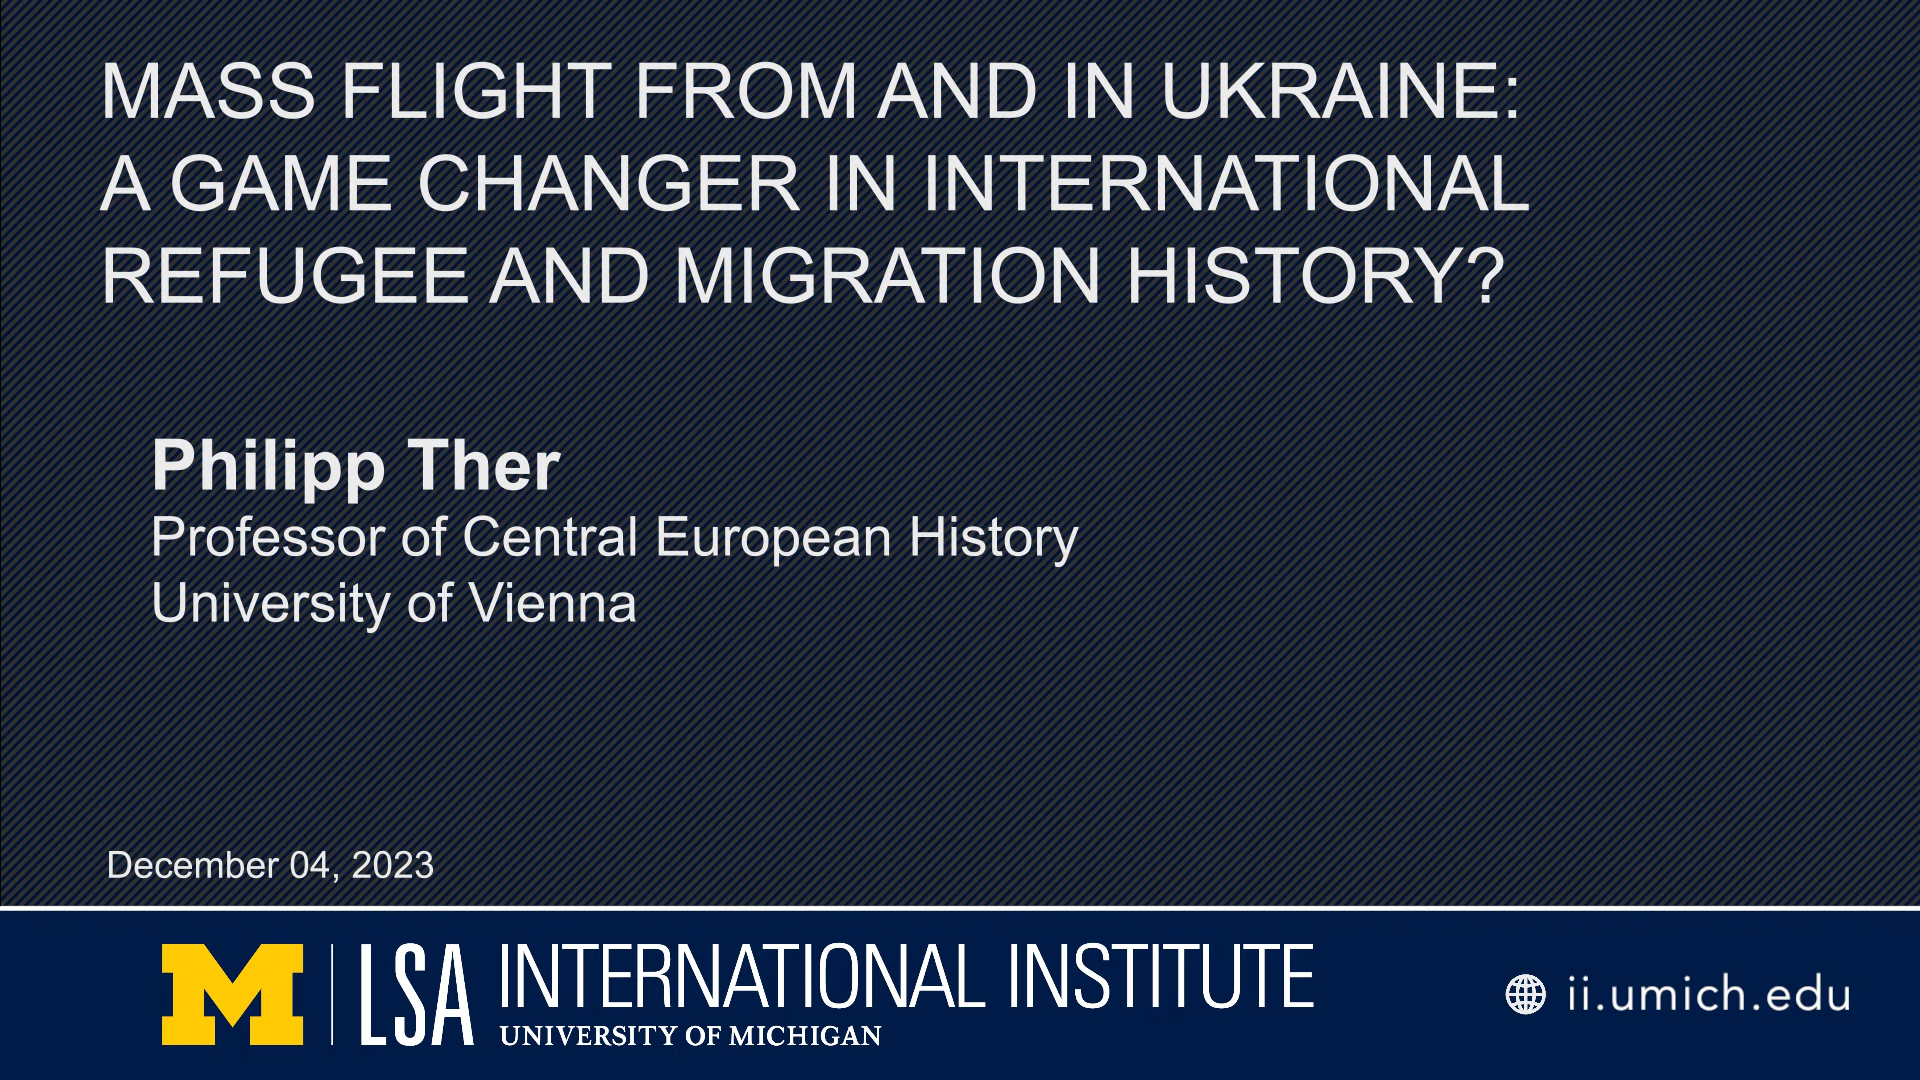 MASS FLIGHT FROM AND IN UKRAINE:
A GAME CHANGER IN INTERNATIONAL
REFUGEE AND MIGRATION HISTORY?
Philipp Ther
Professor of Central European History
University of Vienna
December 04, 2023
M LSA INTERNATIONAL INSTITUTE
UNIVERSITY OF MICHIGAN
ii.umich.edu